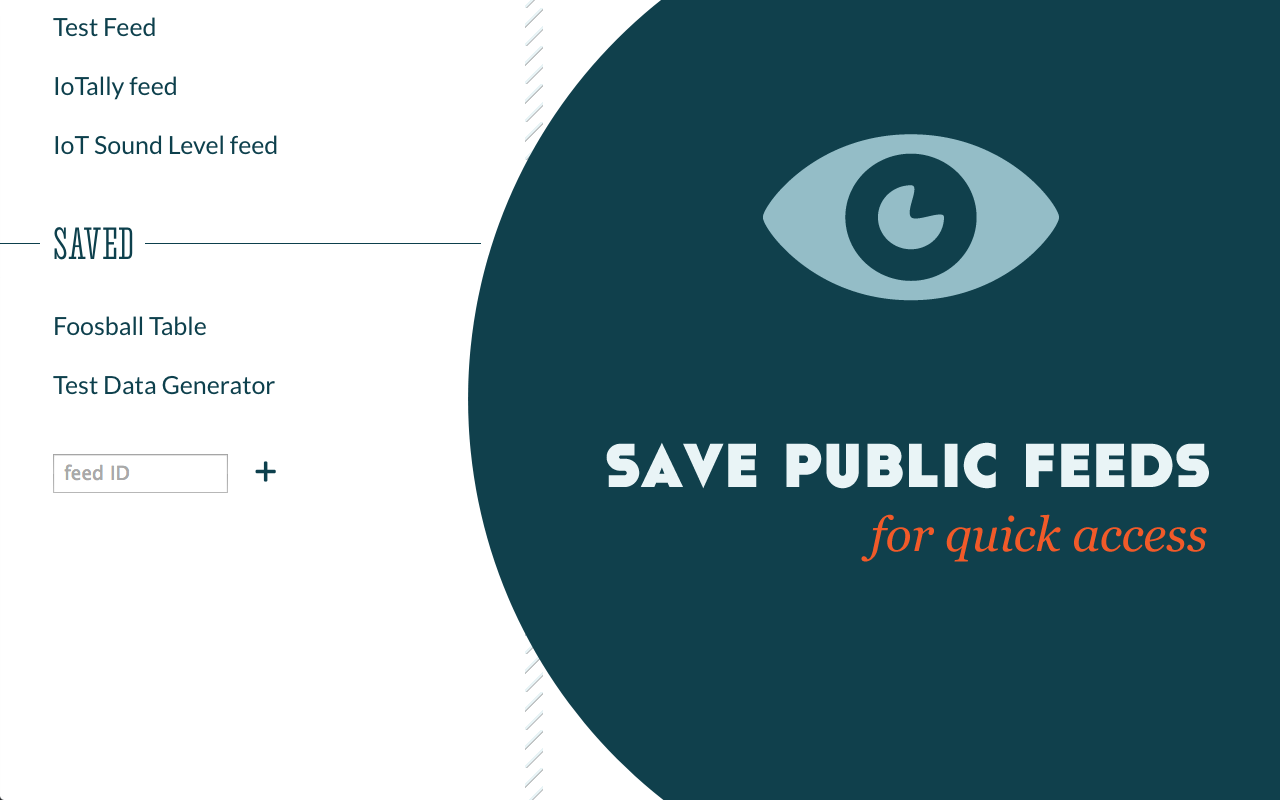 Test Feed
IoTally feed
IoT Sound Level feed
SAVED
Foosball Table
Test Data Generator
feed ID +
SAVE PUBLIC FEEDS
for quick access